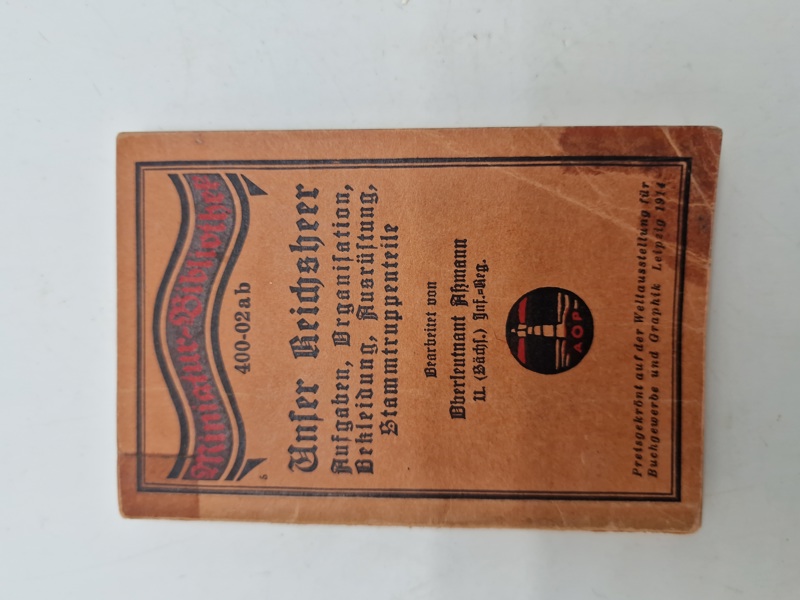 Miniatur-Bibliothek
400-02ab
Unser Reichsheer
Aufgaben, Organisation,
Bekleidung, Ausrüstung,
Stammtruppenteile
Bearbeitet von
Oberleutnant Aßmann
11. (Sächs.) Inf.=Reg.
AOP
Preisgekrönt auf der Weltausstellung für
Buchgewerbe und Graphik Leipzig 1914